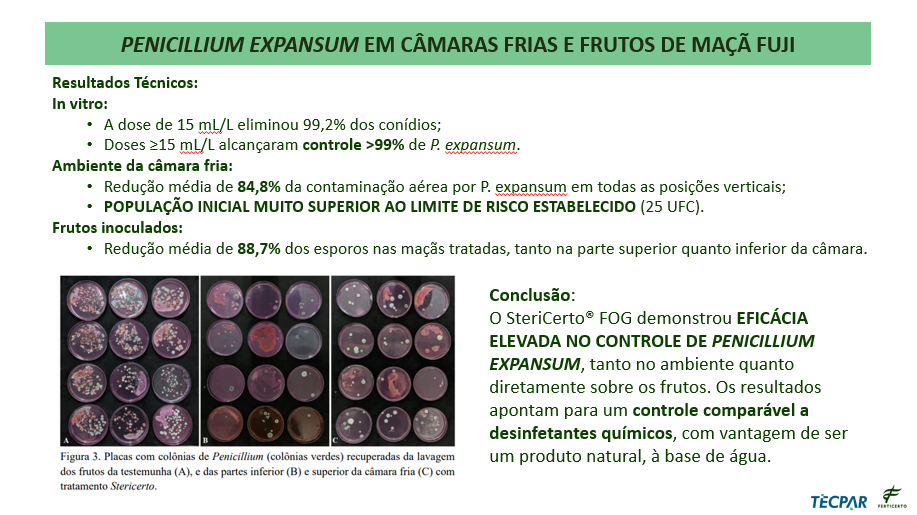 PENICILLIUM EXPANSUM EM CÂMARAS FRIAS E FRUTOS DE MAÇÃ FUJI
Resultados Técnicos:
In vitro:
• A dose de 15 mL/L eliminou 99,2% dos conídios;
• Doses ≥15 mL/L alcançaram controle >99% de P. expansum.
Ambiente da câmara fria:
• Redução média de 84,8% da contaminação aérea por P. expansum em todas as posições verticais;
• POPULAÇÃO INICIAL MUITO SUPERIOR AO LIMITE DE RISCO ESTABELECIDO (25 UFC).
Frutos inoculados:
• Redução média de 88,7% dos esporos nas maçãs tratadas, tanto na parte superior quanto inferior da câmara.
A
B
C
Figura 3. Placas com colônias de Penicillium (colônias verdes) recuperadas da lavagem
dos frutos da testemunha (A), e das partes inferior (B) e superior da câmara fria (C) com
tratamento Stericerto.
Conclusão:
O SteriCerto® FOG demonstrou EFICÁCIA
ELEVADA NO CONTROLE DE PENICILLIUM
EXPANSUM, tanto no ambiente quanto
diretamente sobre os frutos. Os resultados
apontam para um controle comparável a
desinfetantes químicos, com vantagem de ser
um produto natural, à base de água.
TECPAR
FERTICERTO